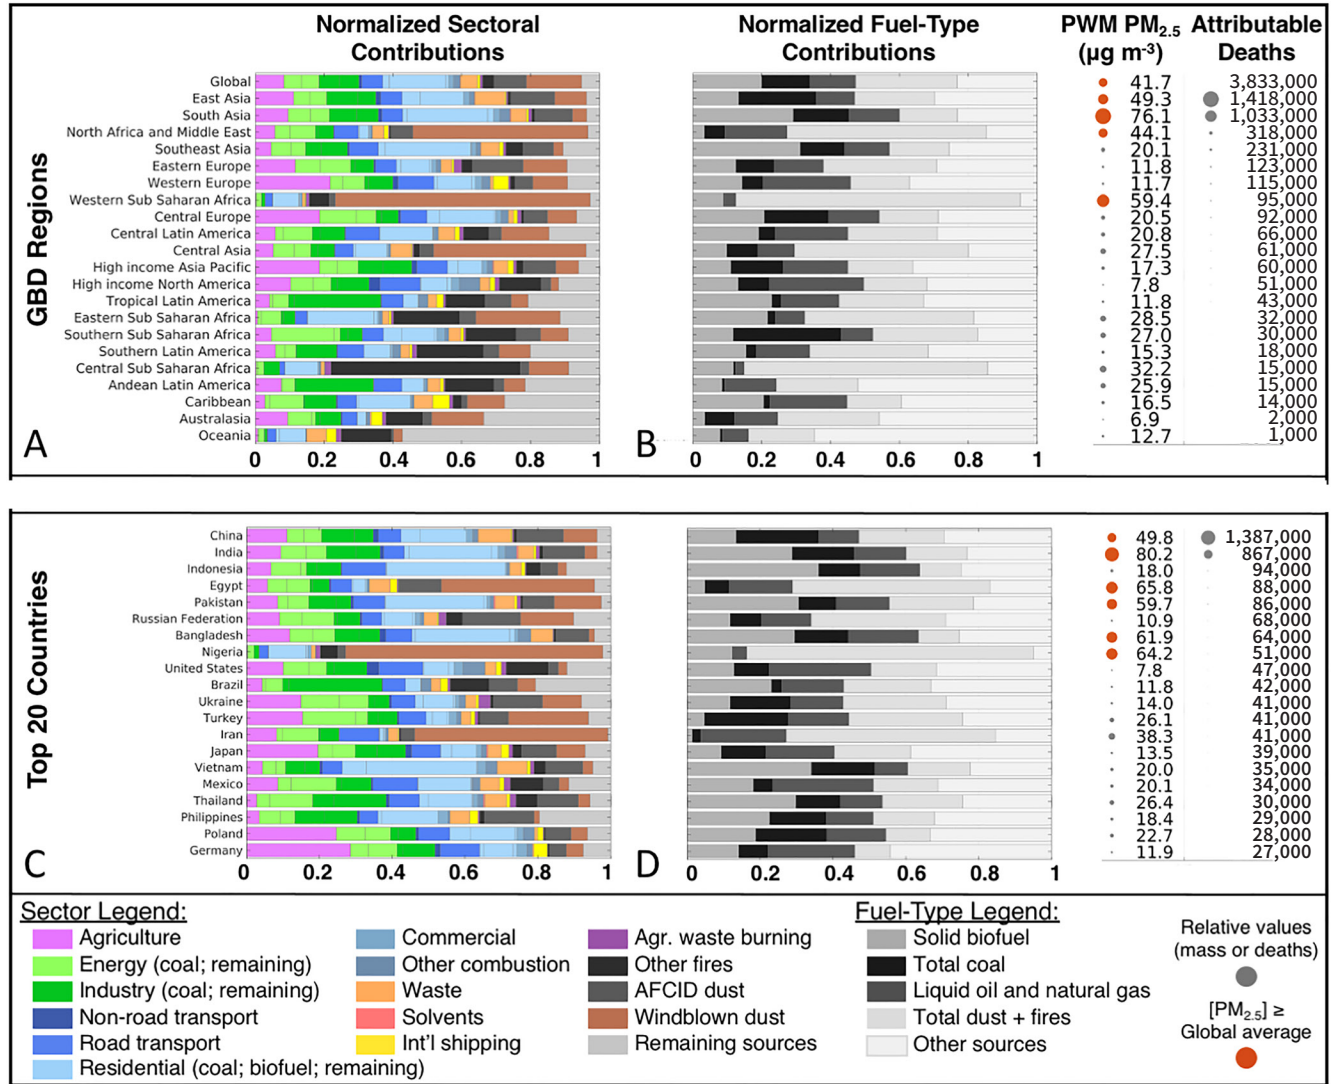 Normalized Sectoral Contributions
Normalized Fuel-Type Contributions
PWM PM2.5 (µg m-3)
Attributable Deaths
GBD Regions
Global 41.7 3,833,000
East Asia 49.3 1,418,000
South Asia 76.1 1,033,000
North Africa and Middle East 44.1 318,000
Southeast Asia 20.1 231,000
Eastern Europe 11.8 123,000
Western Europe 11.7 115,000
Western Sub Saharan Africa 59.4 95,000
Central Europe 20.5 92,000
Central Latin America 20.8 66,000
Central Asia 27.5 61,000
High income Asia Pacific 17.3 60,000
High income North America 7.8 51,000
Tropical Latin America 11.8 43,000
Eastern Sub Saharan Africa 28.5 32,000
Southern Sub Saharan Africa 27.0 30,000
Southern Latin America 15.3 18,000
Central Sub Saharan Africa 32.2 15,000
Andean Latin America 25.9 15,000
Caribbean 16.5 14,000
Australasia 6.9 2,000
Oceania 12.7 1,000
A
B
0 0.2 0.4 0.6 0.8 1
0 0.2 0.4 0.6 0.8 1
Top 20 Countries
China 49.8 1,387,000
India 80.2 867,000
Indonesia 18.0 94,000
Egypt 65.8 88,000
Pakistan 59.7 86,000
Russian Federation 10.9 68,000
Bangladesh 61.9 64,000
Nigeria 64.2 51,000
United States 7.8 47,000
Brazil 11.8 42,000
Ukraine 14.0 41,000
Turkey 26.1 41,000
Iran 38.3 41,000
Japan 13.5 39,000
Vietnam 20.0 35,000
Mexico 20.1 34,000
Thailand 26.4 30,000
Philippines 18.4 29,000
Poland 22.7 28,000
Germany 11.9 27,000
C
D
0 0.2 0.4 0.6 0.8 1
0 0.2 0.4 0.6 0.8 1
Sector Legend:
Agriculture
Energy (coal; remaining)
Industry (coal; remaining)
Non-road transport
Road transport
Residential (coal; biofuel; remaining)
Commercial
Other combustion
Waste
Solvents
Int'l shipping
Agr. waste burning
Other fires
AFCID dust
Windblown dust
Remaining sources
Fuel-Type Legend:
Solid biofuel
Total coal
Liquid oil and natural gas
Total dust + fires
Other sources
Relative values
(mass or deaths)
[PM2.5] ≥
Global average